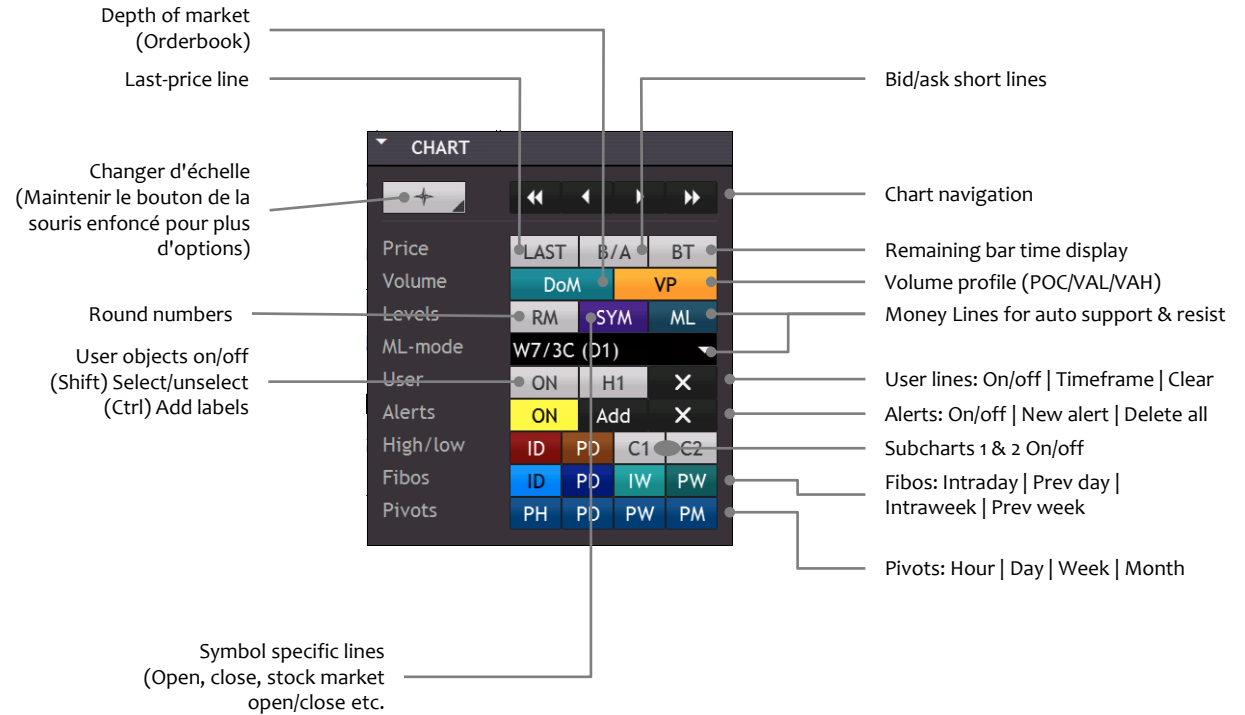 Depth of market
(Orderbook)
Last-price line
Bid/ask short lines
CHART
Changer d'échelle
(Maintenir le bouton de la
souris enfoncé pour plus
d'options)
Chart navigation
Price
LAST
B/A
BT
Remaining bar time display
Volume
DoM
VP
Volume profile (POC/VAL/VAH)
Round numbers
Levels
RM
SYM
ML
Money Lines for auto support & resist
ML-mode
W7/3C (D1)
User objects on/off
(Shift) Select/unselect
(Ctrl) Add labels
User
ON
H1
X
User lines: On/off | Timeframe | Clear
Alerts
ON
Add
X
Alerts: On/off | New alert | Delete all
High/low
ID
PD
C1
C2
Subcharts 1 & 2 On/off
Fibos
ID
PD
IW
PW
Fibos: Intraday | Prev day |
Intraweek | Prev week
Pivots
PH
PD
PW
PM
Pivots: Hour | Day | Week | Month
Symbol specific lines
(Open, close, stock market
open/close etc.